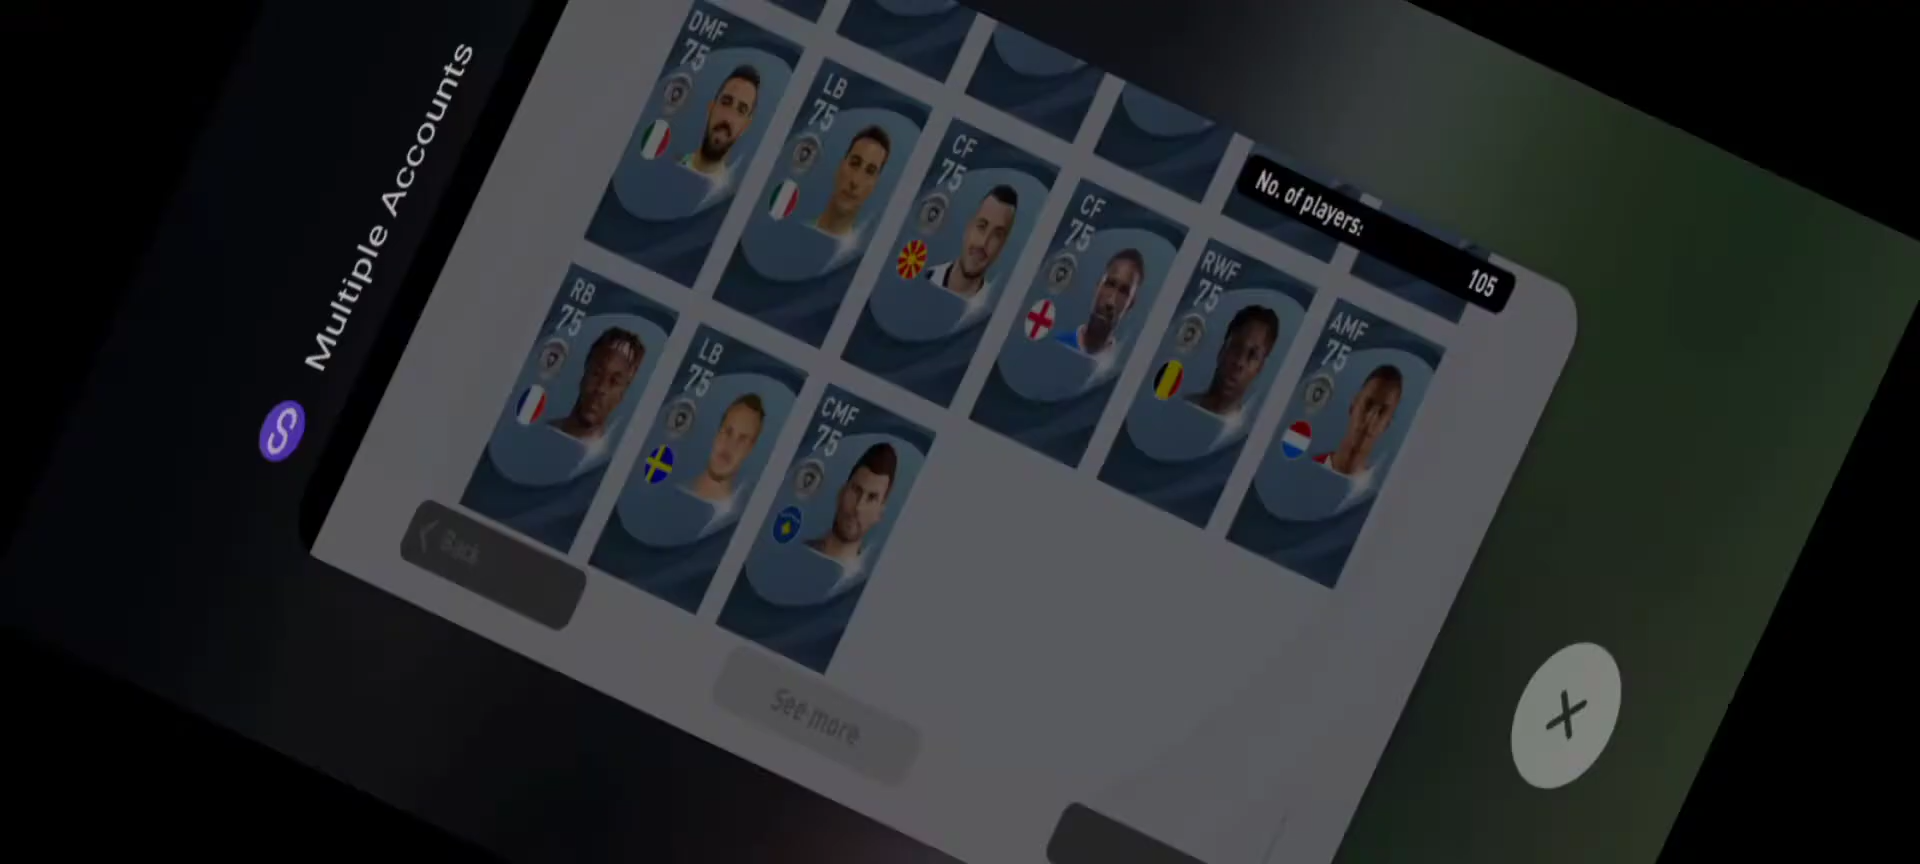 Multiple Accounts
No. of players:
105
DMF
75
LB
75
CF
75
CF
75
RWF
75
AMF
75
RB
75
LB
75
CMF
75
Back
See more